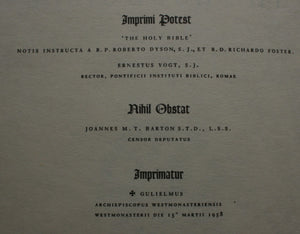 Imprimi Potest
'THE HOLY BIBLE'
NOTIS INSTRUCTA A R.P. ROBERTO DYSON, S.J., ET R.D. RICHARDO FOSTER.
ERNESTUS VOGT, S.J.
RECTOR, PONTIFICII INSTITUTI BIBLICI, ROMAE
Nihil Obstat
JOANNES M. T. BARTON S.T.D., L.S.S.
CENSOR DEPUTATUS
Imprimatur
✠ GULIELMUS
ARCHIEPISCOPUS WESTMONASTERIENSIS
WESTMONASTERII DIE 15ª MARTII 1958